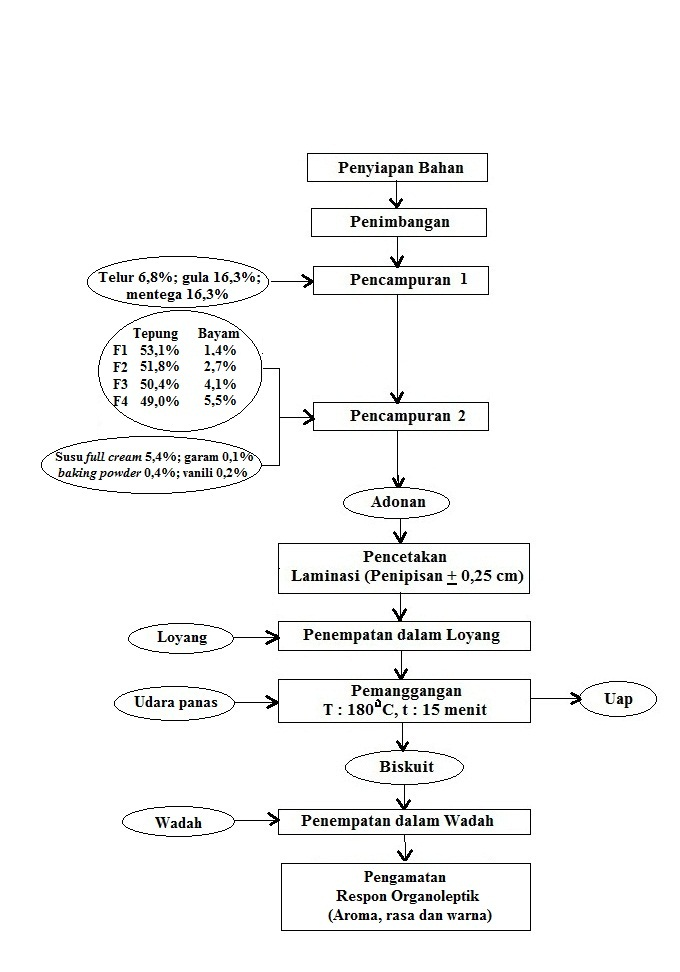 Penyiapan Bahan
Penimbangan
Telur 6,8%; gula 16,3%;
mentega 16,3%
Pencampuran 1
Tepung Bayam
F1 53,1% 1,4%
F2 51,8% 2,7%
F3 50,4% 4,1%
F4 49,0% 5,5%
Pencampuran 2
Susu full cream 5,4%; garam 0,1%
baking powder 0,4%; vanili 0,2%
Adonan
Pencetakan
Laminasi (Penipisan ± 0,25 cm)
Loyang
Penempatan dalam Loyang
Udara panas
Pemanggangan
T : 180°C, t : 15 menit
Uap
Biskuit
Wadah
Penempatan dalam Wadah
Pengamatan
Respon Organoleptik
(Aroma, rasa dan warna)